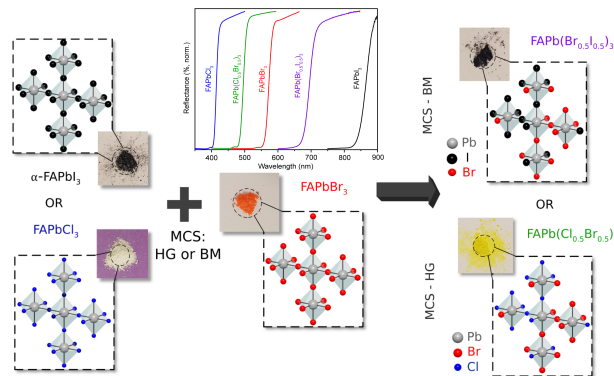 Reflectance (%, norm.)
FAPbCl₃
FAPb(Cl₀.₅Br₀.₅)₃
FAPbBr₃
FAPb(Br₀.₅I₀.₅)₃
FAPbI₃
400 500 600 700 800 900
Wavelength (nm)
α-FAPbI₃
OR
FAPbCl₃
MCS:
HG or BM
FAPbBr₃
MCS - BM
FAPb(Br₀.₅I₀.₅)₃
Pb
I
Br
OR
MCS - HG
FAPb(Cl₀.₅Br₀.₅)
Pb
Br
Cl